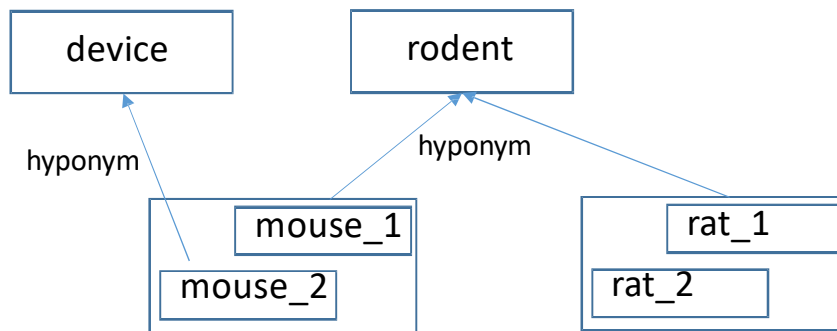 device
rodent
hyponym
hyponym
mouse_1
mouse_2
rat_1
rat_2